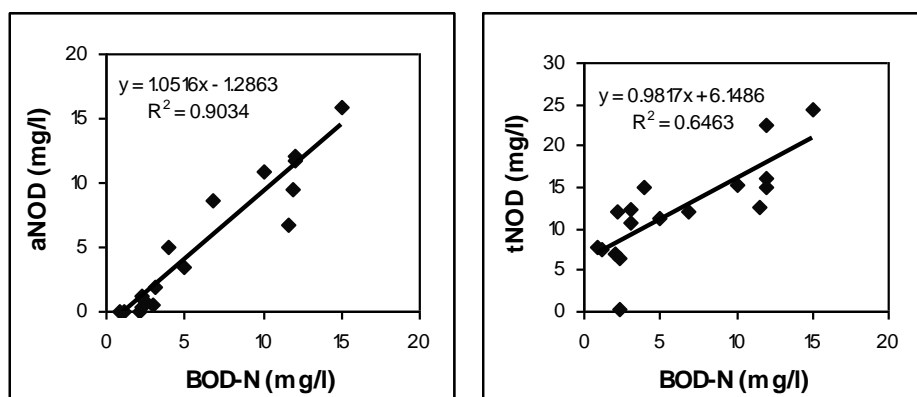 20
15
10
5
0
aNOD (mg/l)
y = 1.0516x - 1.2863
R² = 0.9034
0 5 10 15 20
BOD-N (mg/l)
30
25
20
15
10
5
0
tNOD (mg/l)
y = 0.9817x + 6.1486
R² = 0.6463
0 5 10 15 20
BOD-N (mg/l)